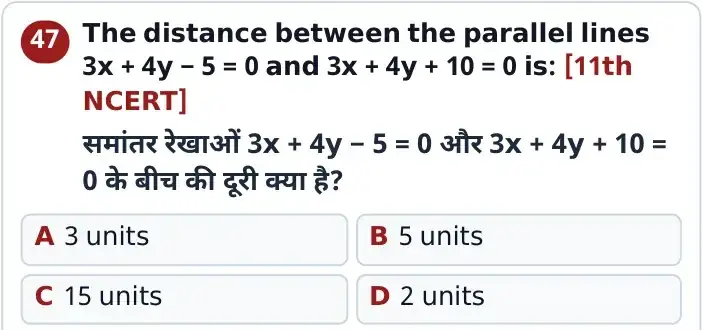 47 The distance between the parallel lines
3x + 4y − 5 = 0 and 3x + 4y + 10 = 0 is: [11th
NCERT]
समांतर रेखाओं 3x + 4y − 5 = 0 और 3x + 4y + 10 =
0 के बीच की दूरी क्या है?
A 3 units
B 5 units
C 15 units
D 2 units